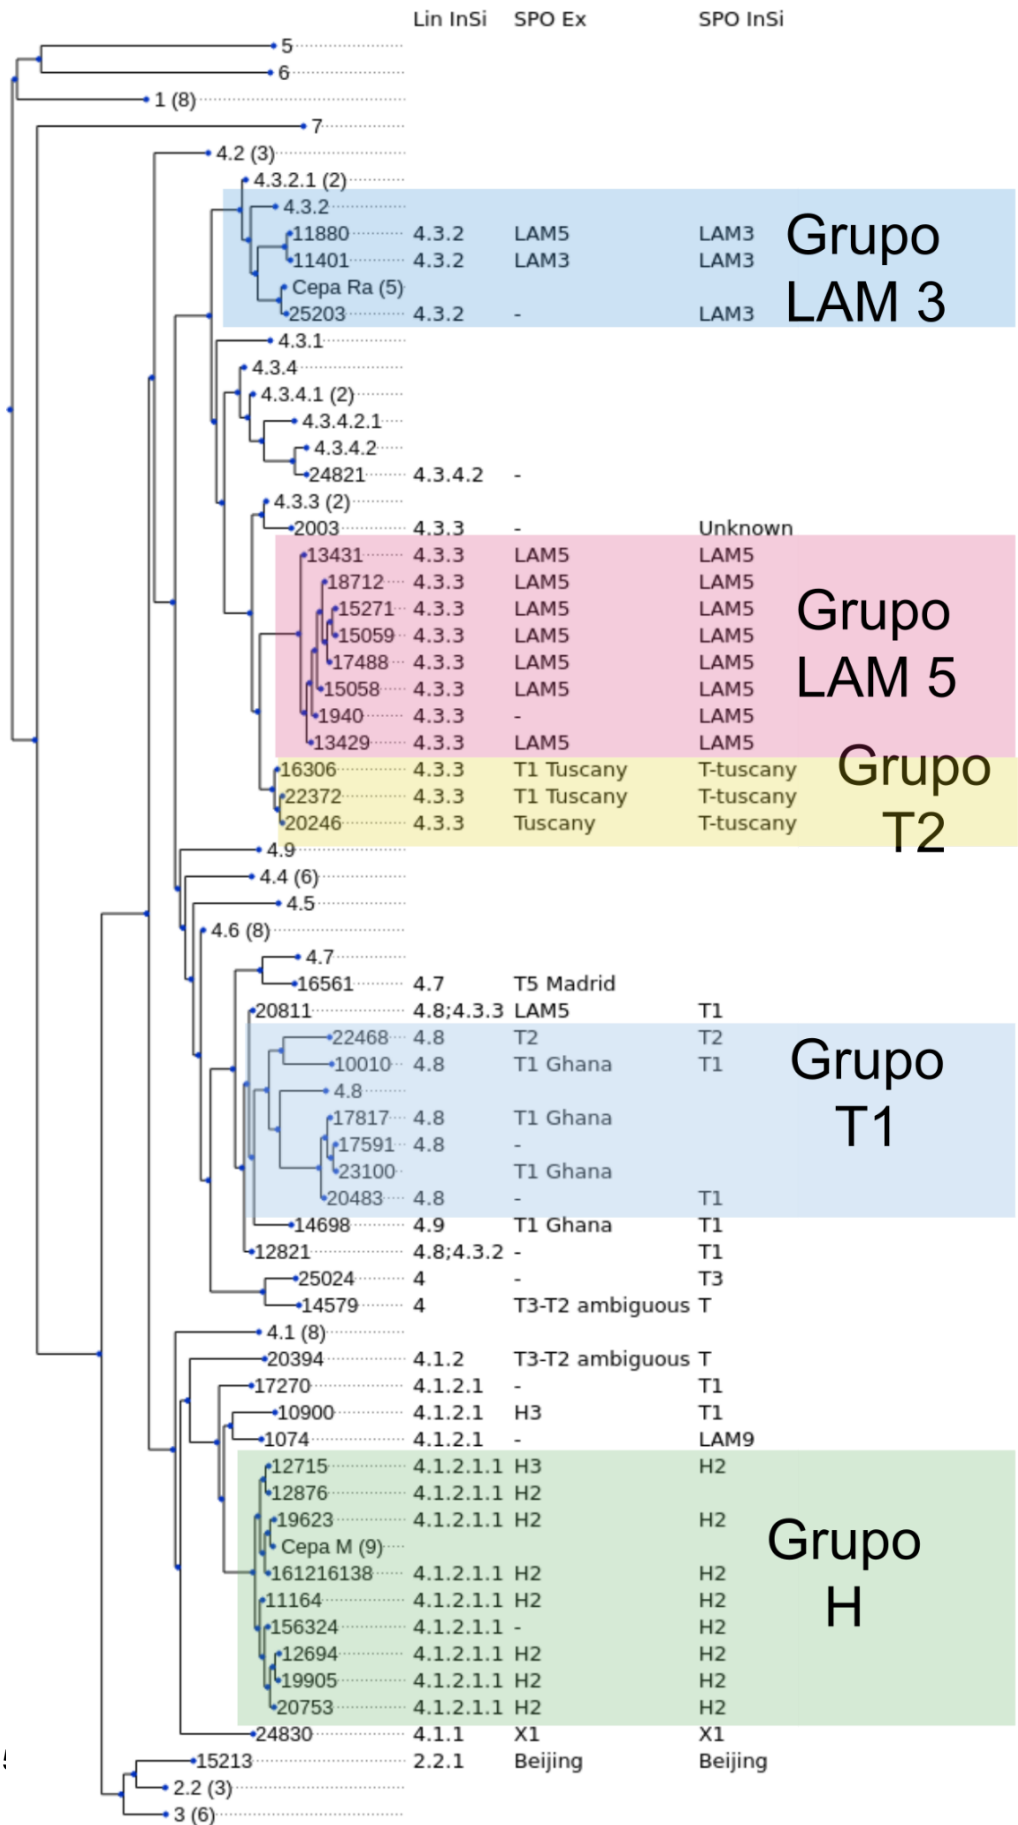 Lin InSi SPO Ex SPO InSi
5
6
1 (8)
7
4.2 (3)
4.3.2.1 (2)
4.3.2
11880 4.3.2 LAM5 LAM3
11401 4.3.2 LAM3 LAM3
Cepa Ra (5)
25203 4.3.2 - LAM3
Grupo
LAM 3
4.3.1
4.3.4
4.3.4.1 (2)
4.3.4.2.1
4.3.4.2
24821 4.3.4.2 -
4.3.3 (2)
2003 4.3.3 - Unknown
13431 4.3.3 LAM5 LAM5
18712 4.3.3 LAM5 LAM5
15271 4.3.3 LAM5 LAM5
15059 4.3.3 LAM5 LAM5
17488 4.3.3 LAM5 LAM5
15058 4.3.3 LAM5 LAM5
1940 4.3.3 - LAM5
13429 4.3.3 LAM5 LAM5
Grupo
LAM 5
16306 4.3.3 T1 Tuscany T-tuscany
22372 4.3.3 T1 Tuscany T-tuscany
20246 4.3.3 Tuscany T-tuscany
Grupo
T2
4.9
4.4 (6)
4.5
4.6 (8)
4.7
16561 4.7 T5 Madrid
20811 4.8;4.3.3 LAM5 T1
22468 4.8 T2 T2
10010 4.8 T1 Ghana T1
4.8
17817 4.8 T1 Ghana
17591 4.8 -
23100 T1 Ghana
20483 4.8 - T1
Grupo
T1
14698 4.9 T1 Ghana T1
12821 4.8;4.3.2 - T1
25024 4 - T3
14579 4 T3-T2 ambiguous T
4.1 (8)
20394 4.1.2 T3-T2 ambiguous T
17270 4.1.2.1 - T1
10900 4.1.2.1 H3 T1
1074 4.1.2.1 - LAM9
12715 4.1.2.1.1 H3 H2
12876 4.1.2.1.1 H2
19623 4.1.2.1.1 H2 H2
Cepa M (9)
161216138 4.1.2.1.1 H2 H2
11164 4.1.2.1.1 H2 H2
156324 4.1.2.1.1 - H2
12694 4.1.2.1.1 H2 H2
19905 4.1.2.1.1 H2 H2
20753 4.1.2.1.1 H2 H2
Grupo
H
24830 4.1.1 X1 X1
15213 2.2.1 Beijing Beijing
2.2 (3)
3 (6)